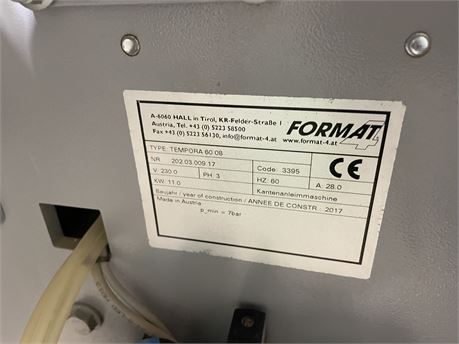 A-6060 HALL in Tirol, KR-Felder-Straße 1
Austria, Tel. +43 (0) 5223 58500
Fax +43 (0) 5223 56130, info@format-4.at
FORMAT 4
www.format-4.at
TYPE: TEMPORA 60.08
NR. 202.03.009.17
Code: 3395
CE
V: 230.0 PH: 3 HZ: 60 A: 28.0
KW: 11.0 Kantenanleimmaschine
Baujahr / year of construction / ANNEE DE CONSTR. 2017
Made in Austria
p_min = 7bar